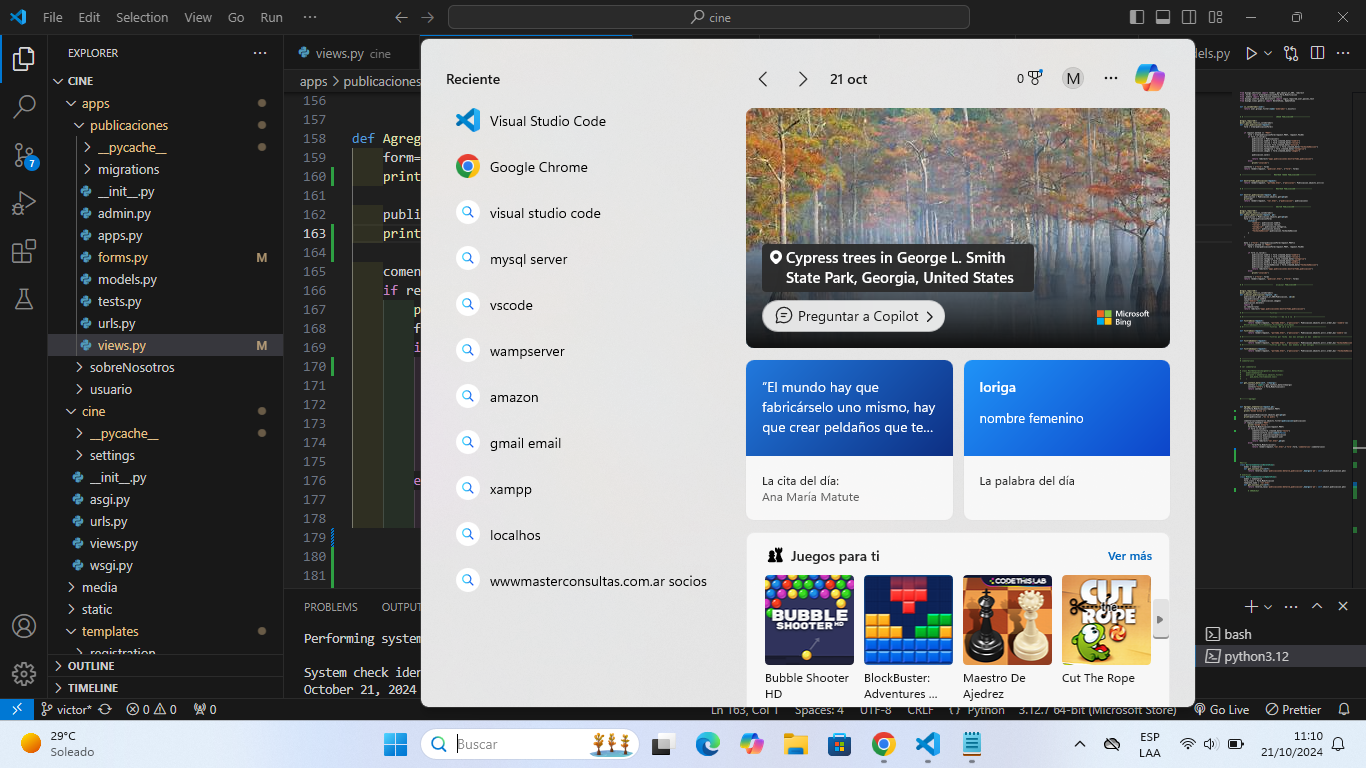 File Edit Selection View Go Run ··· cine
EXPLORER
CINE
apps
publicaciones
__pycache__
migrations
__init__.py
admin.py
apps.py
forms.py M
models.py
tests.py
urls.py
views.py M
sobreNosotros
usuario
cine
__pycache__
settings
__init__.py
asgi.py
urls.py
views.py
wsgi.py
media
static
templates
registration
OUTLINE
TIMELINE
views.py cine
apps > publicaciones
156
157
158 def Agreg
159 form=
160 print
161
162 publi
163 print
164
165 comen
166 if re
167 p
168 f
169 i
170
171
172
173
174
175
176 e
177
178
179
180
181
PROBLEMS OUTPU
Performing system
System check iden
October 21, 2024
Reciente
Visual Studio Code
Google Chrome
visual studio code
mysql server
vscode
wampserver
amazon
gmail email
xampp
localhos
wwwmasterconsultas.com.ar socios
21 oct
0 M
Cypress trees in George L. Smith
State Park, Georgia, United States
Preguntar a Copilot
Microsoft
Bing
"El mundo hay que
fabricárselo uno mismo, hay
que crear peldaños que te...
La cita del día:
Ana María Matute
loriga
nombre femenino
La palabra del día
Juegos para ti Ver más
BUBBLE
SHOOTER HD
CODETHISLAB
CUT
the
ROPE
Bubble Shooter
HD
BlockBuster:
Adventures ...
Maestro De
Ajedrez
Cut The Rope
dels.py
bash
python3.12
7
victor* 0 0 0
Ln 163, Col 1 Spaces: 4 UTF-8 CRLF Python 3.12.7 64-bit (Microsoft Store) Go Live Prettier
29°C
Soleado
Buscar
ESP
LAA
11:10
21/10/2024